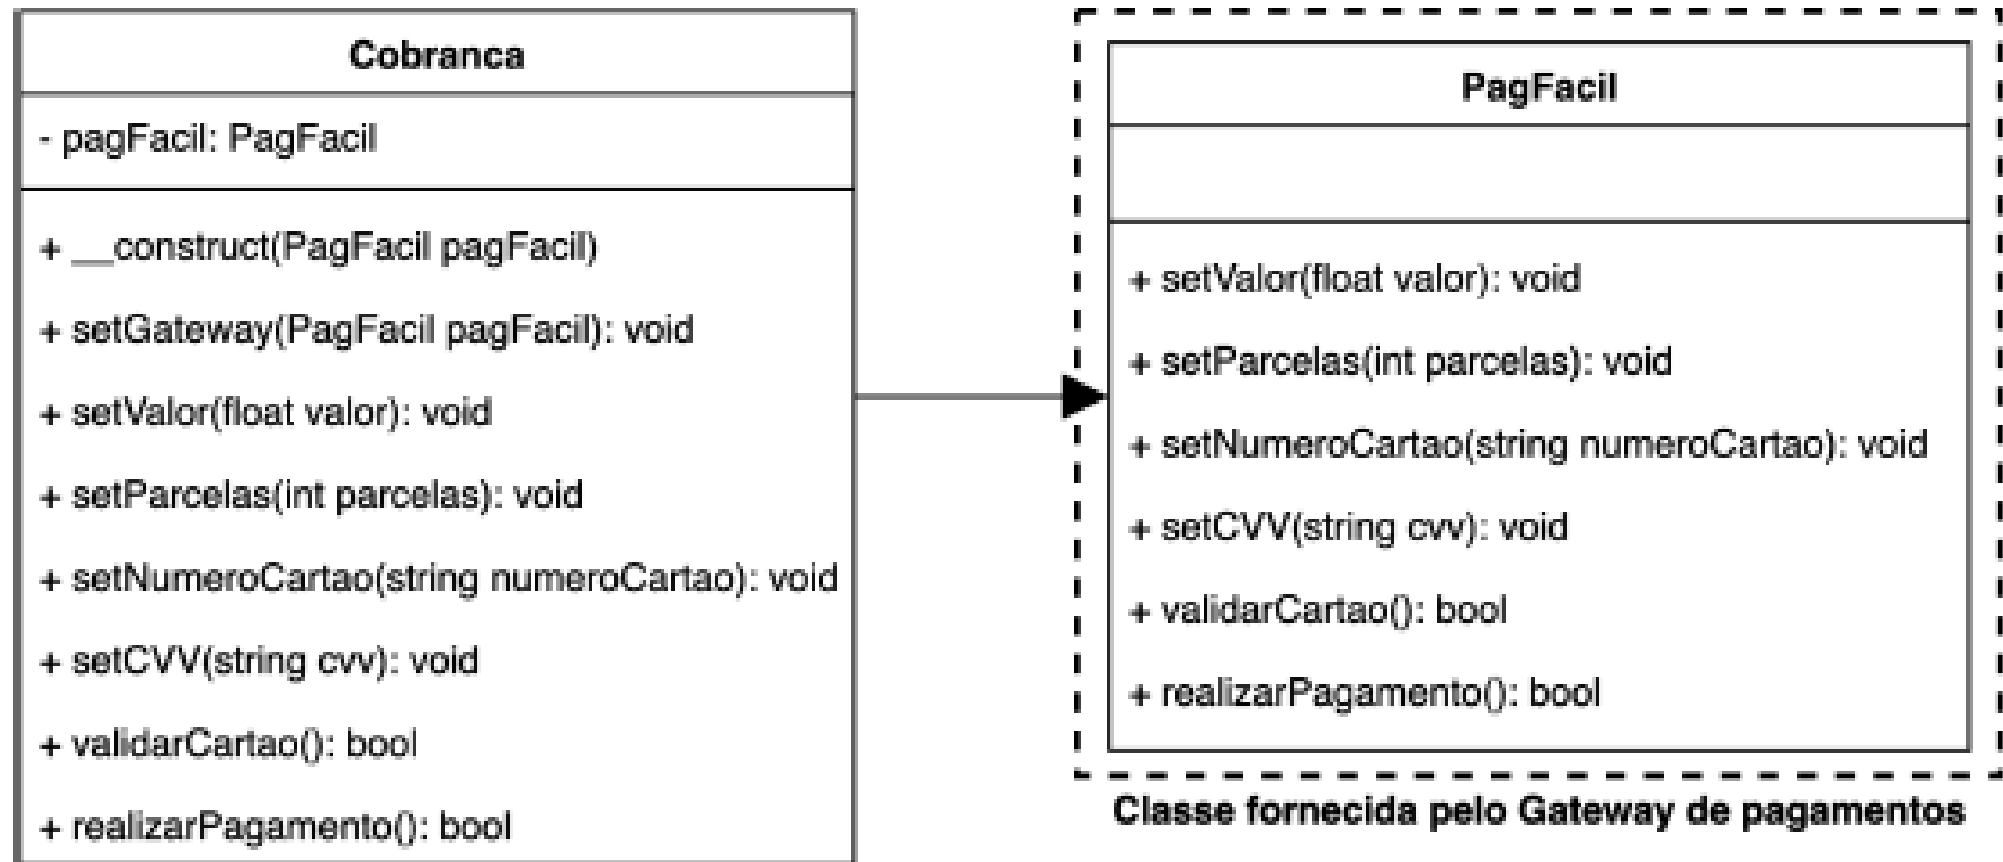 Cobranca
- pagFacil: PagFacil
+ __construct(PagFacil pagFacil)
+ setGateway(PagFacil pagFacil): void
+ setValor(float valor): void
+ setParcelas(int parcelas): void
+ setNumeroCartao(string numeroCartao): void
+ setCVV(string cvv): void
+ validarCartao(): bool
+ realizarPagamento(): bool
PagFacil
+ setValor(float valor): void
+ setParcelas(int parcelas): void
+ setNumeroCartao(string numeroCartao): void
+ setCVV(string cvv): void
+ validarCartao(): bool
+ realizarPagamento(): bool
Classe fornecida pelo Gateway de pagamentos